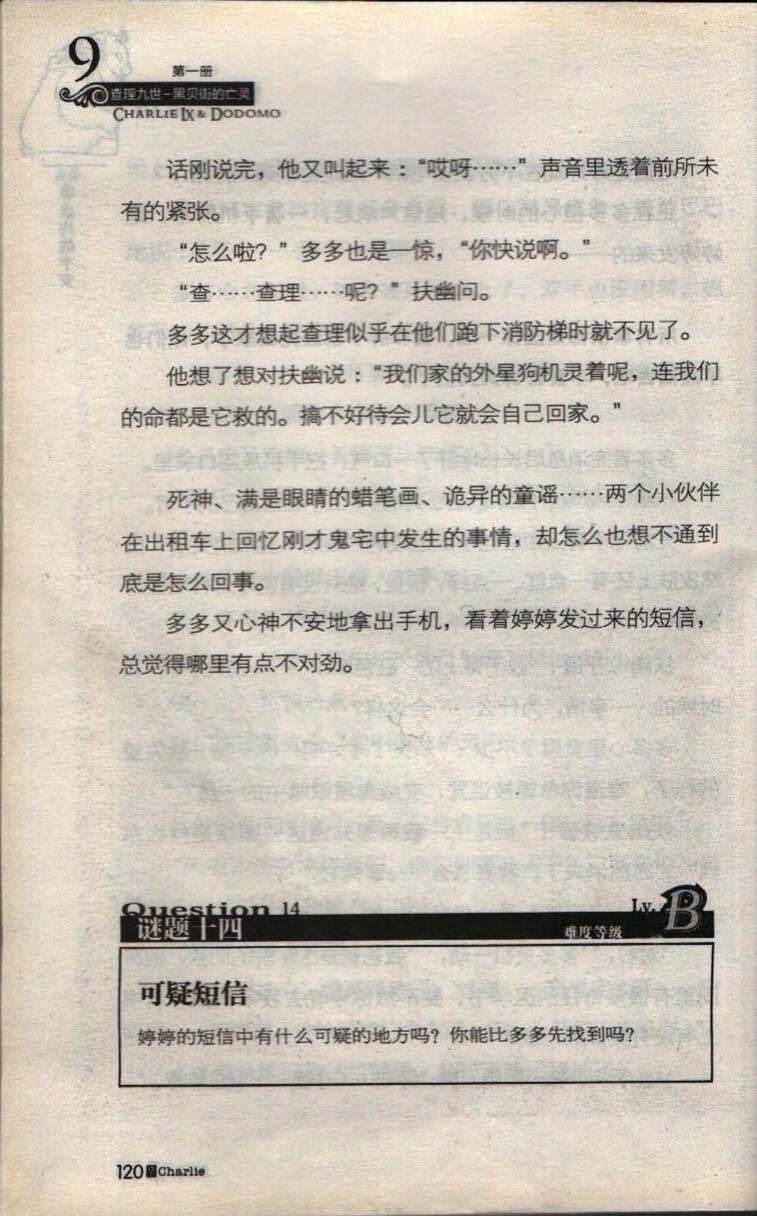 9
第一册
查理九世-黑贝街的亡灵
CHARLIE IX & DODOMO
话刚说完，他又叫起来：“哎呀……”声音里透着前所未
有的紧张。
“怎么啦？”多多也是一惊，“你快说啊。”
“查……查理……呢？”扶幽问。
多多这才想起查理似乎在他们跑下消防梯时就不见了。
他想了想对扶幽说：“我们家的外星狗机灵着呢，连我们
的命都是它救的。搞不好待会儿它就会自己回家。”
死神、满是眼睛的蜡笔画、诡异的童谣……两个小伙伴
在出租车上回忆刚才鬼宅中发生的事情，却怎么也想不通到
底是怎么回事。
多多又心神不安地拿出手机，看着婷婷发过来的短信，
总觉得哪里有点不对劲。
Question 14
Lv. B
谜题十四
难度等级
可疑短信
婷婷的短信中有什么可疑的地方吗？你能比多多先找到吗？
120 Charlie